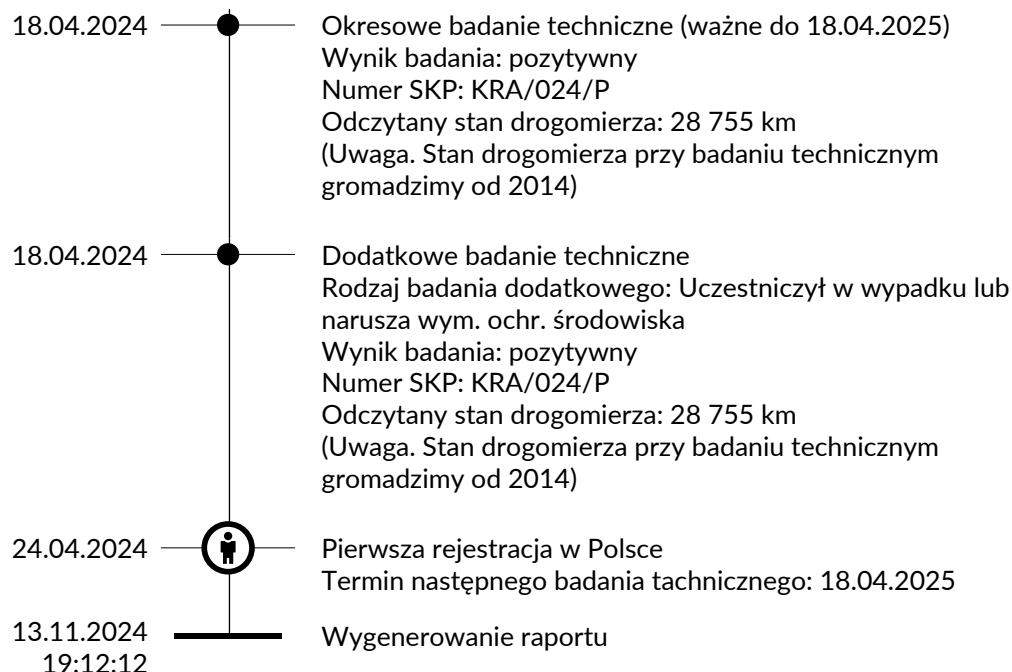 18.04.2024
Okresowe badanie techniczne (ważne do 18.04.2025)
Wynik badania: pozytywny
Numer SKP: KRA/024/P
Odczytany stan drogomierza: 28 755 km
(Uwaga. Stan drogomierza przy badaniu technicznym
gromadzimy od 2014)
18.04.2024
Dodatkowe badanie techniczne
Rodzaj badania dodatkowego: Uczestniczył w wypadku lub
narusza wym. ochr. środowiska
Wynik badania: pozytywny
Numer SKP: KRA/024/P
Odczytany stan drogomierza: 28 755 km
(Uwaga. Stan drogomierza przy badaniu technicznym
gromadzimy od 2014)
24.04.2024
Pierwsza rejestracja w Polsce
Termin następnego badania tachnicznego: 18.04.2025
13.11.2024
19:12:12
Wygenerowanie raportu